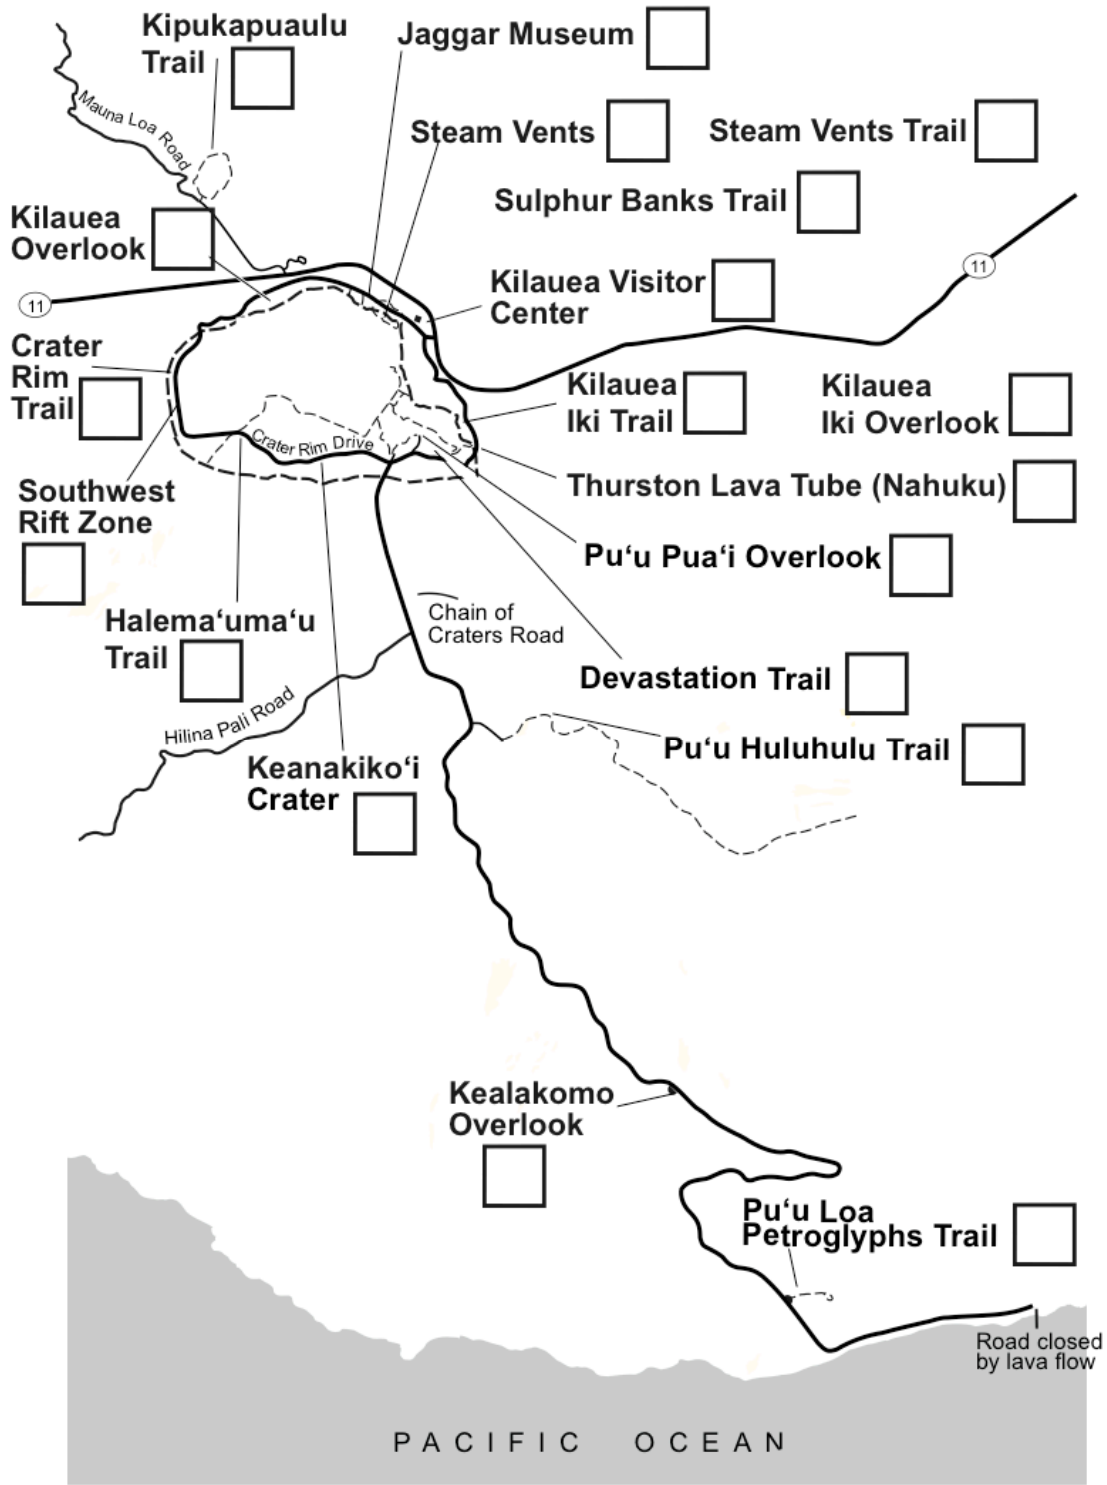 Kipukapuaulu
Trail
Jaggar Museum
Mauna Loa Road
Steam Vents
Steam Vents Trail
Sulphur Banks Trail
Kilauea
Overlook
11
11
Kilauea Visitor
Center
Crater
Rim
Trail
Kilauea
Iki Trail
Kilauea
Iki Overlook
Crater Rim Drive
Thurston Lava Tube (Nahuku)
Southwest
Rift Zone
Pu‘u Pua‘i Overlook
Halema‘uma‘u
Trail
Chain of
Craters Road
Devastation Trail
Hilina Pali Road
Pu‘u Huluhulu Trail
Keanakiko‘i
Crater
Kealakomo
Overlook
Pu‘u Loa
Petroglyphs Trail
Road closed
by lava flow
PACIFIC OCEAN